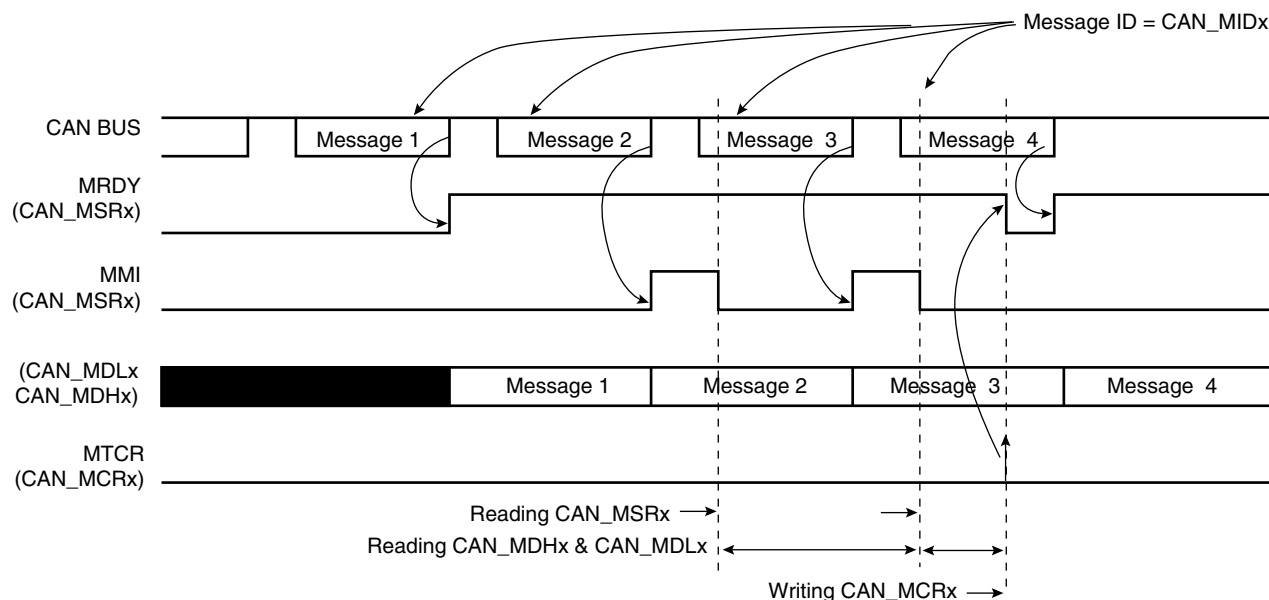 Message ID = CAN_MIDx
CAN BUS
Message 1
Message 2
Message 3
Message 4
MRDY
(CAN_MSRx)
MMI
(CAN_MSRx)
(CAN_MDLx
CAN_MDHx)
Message 1
Message 2
Message 3
Message 4
MTCR
(CAN_MCRx)
Reading CAN_MSRx
Reading CAN_MDHx & CAN_MDLx
Writing CAN_MCRx